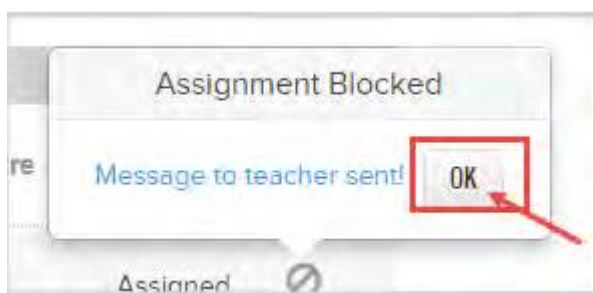 Assignment Blocked
re
Message to teacher sent!
OK
Assigned